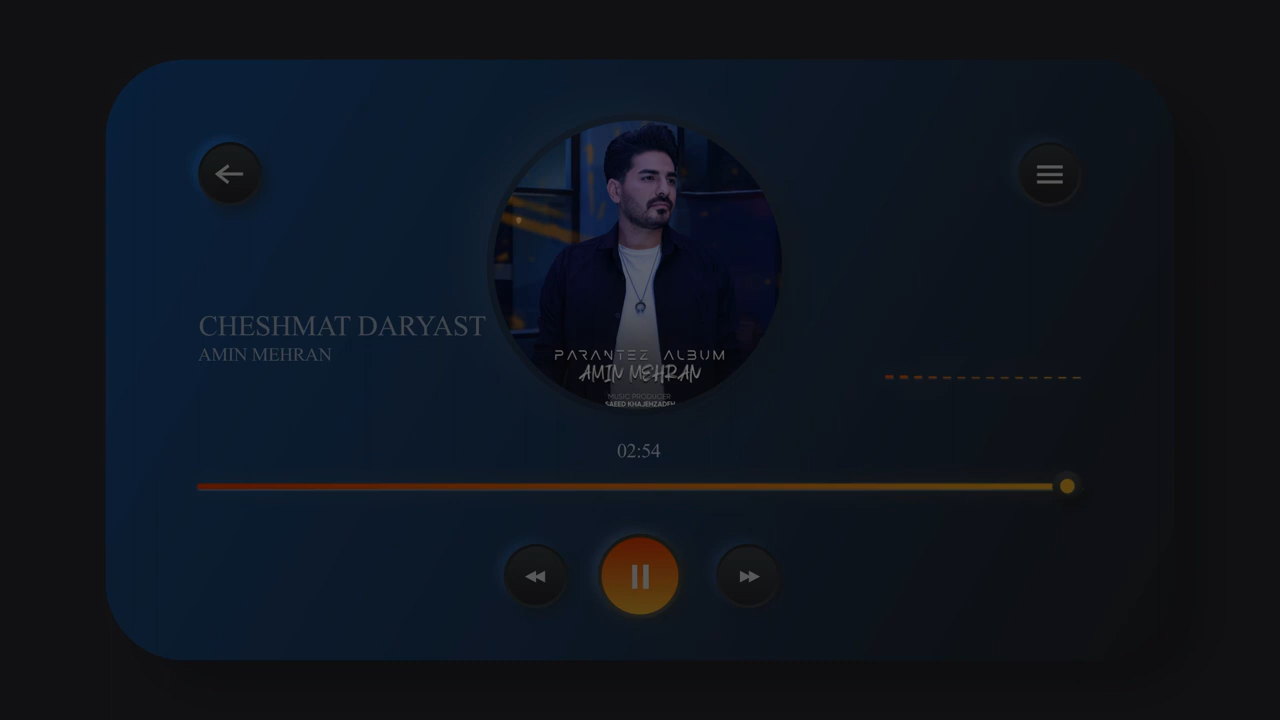 CHESHMAT DARYAST
AMIN MEHRAN
PARANTEZ ALBUM
AMIN MEHRAN
MUSIC PRODUCER
SAEED KHAJEHZADEH
02:54